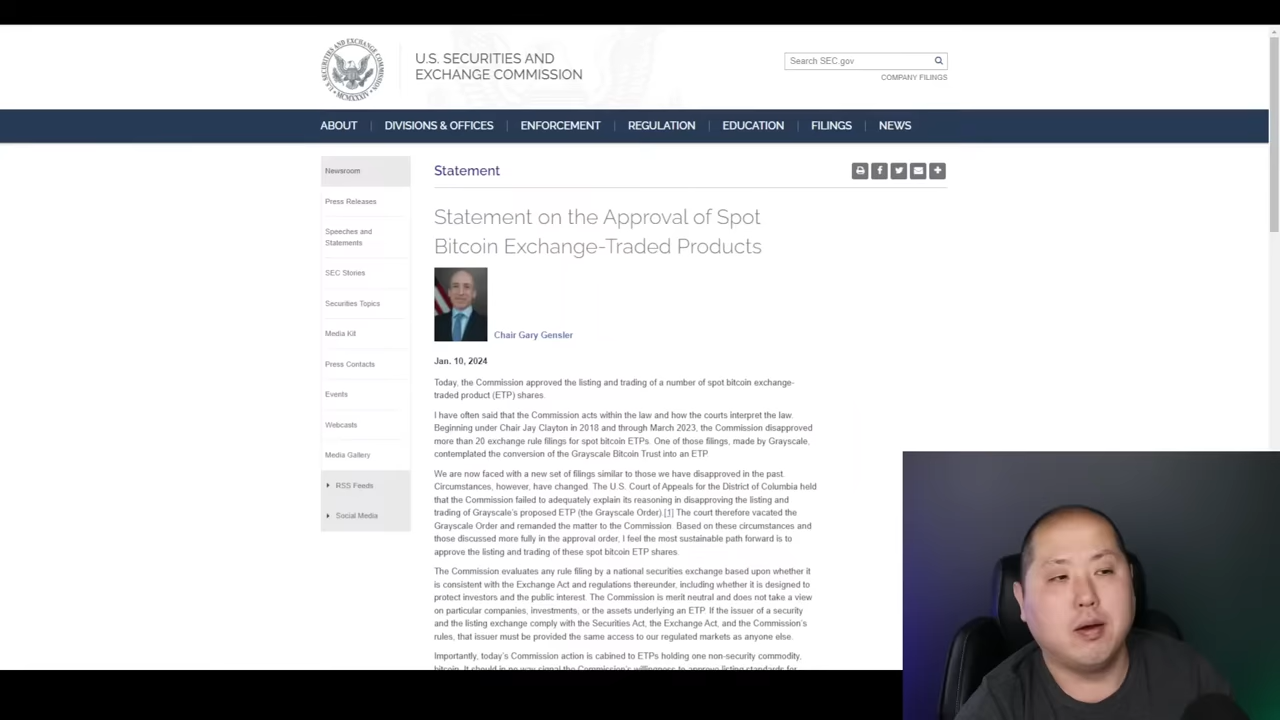 U.S. SECURITIES AND
EXCHANGE COMMISSION
Search SEC.gov
COMPANY FILINGS
ABOUT
DIVISIONS & OFFICES
ENFORCEMENT
REGULATION
EDUCATION
FILINGS
NEWS
Newsroom
Press Releases
Speeches and
Statements
SEC Stories
Securities Topics
Media Kit
Press Contacts
Events
Webcasts
Media Gallery
RSS Feeds
Social Media
Statement
Statement on the Approval of Spot
Bitcoin Exchange-Traded Products
Chair Gary Gensler
Jan. 10, 2024
Today, the Commission approved the listing and trading of a number of spot bitcoin exchange-
traded product (ETP) shares.
I have often said that the Commission acts within the law and how the courts interpret the law.
Beginning under Chair Jay Clayton in 2018 and through March 2023, the Commission disapproved
more than 20 exchange rule filings for spot bitcoin ETPs. One of those filings, made by Grayscale,
contemplated the conversion of the Grayscale Bitcoin Trust into an ETP.
We are now faced with a new set of filings similar to those we have disapproved in the past.
Circumstances, however, have changed. The U.S. Court of Appeals for the District of Columbia held
that the Commission failed to adequately explain its reasoning in disapproving the listing and
trading of Grayscale's proposed ETP (the Grayscale Order).[1] The court therefore vacated the
Grayscale Order and remanded the matter to the Commission. Based on these circumstances and
those discussed more fully in the approval order, I feel the most sustainable path forward is to
approve the listing and trading of these spot bitcoin ETP shares.
The Commission evaluates any rule filing by a national securities exchange based upon whether it
is consistent with the Exchange Act and regulations thereunder, including whether it is designed to
protect investors and the public interest. The Commission is merit neutral and does not take a view
on particular companies, investments, or the assets underlying an ETP. If the issuer of a security
and the listing exchange comply with the Securities Act, the Exchange Act, and the Commission's
rules, that issuer must be provided the same access to our regulated markets as anyone else.
Importantly, today's Commission action is cabined to ETPs holding one non-security commodity,
bitcoin. It should in no way signal the Commission's willingness to approve listing standards for